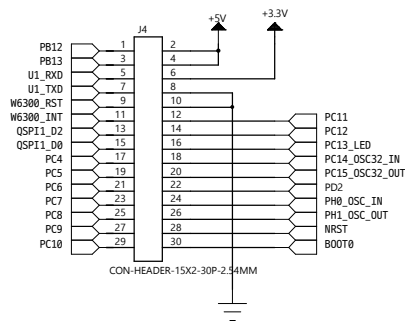 +5V
+3.3V
J4
PB12 1 2
PB13 3 4
U1_RXD 5 6
U1_TXD 7 8
W6300_RST 9 10
W6300_INT 11 12 PC11
QSPI1_D2 13 14 PC12
QSPI1_D0 15 16 PC13_LED
PC4 17 18 PC14_OSC32_IN
PC5 19 20 PC15_OSC32_OUT
PC6 21 22 PD2
PC7 23 24 PH0_OSC_IN
PC8 25 26 PH1_OSC_OUT
PC9 27 28 NRST
PC10 29 30 BOOT0
CON-HEADER-15X2-30P-2.54MM